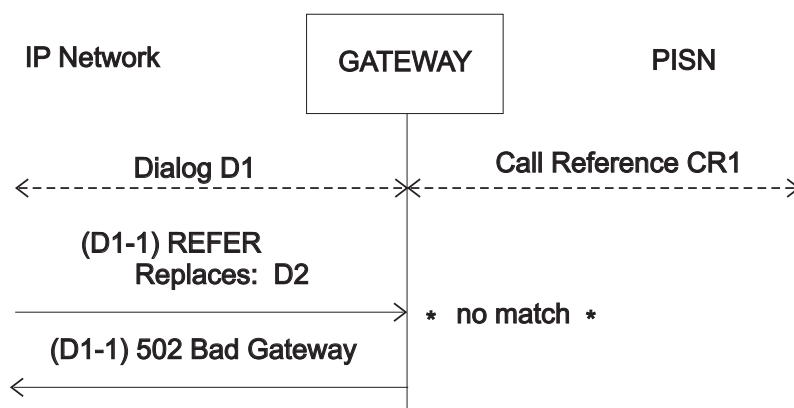 IP Network
GATEWAY
PISN
Dialog D1
Call Reference CR1
(D1-1) REFER
Replaces: D2
* no match *
(D1-1) 502 Bad Gateway